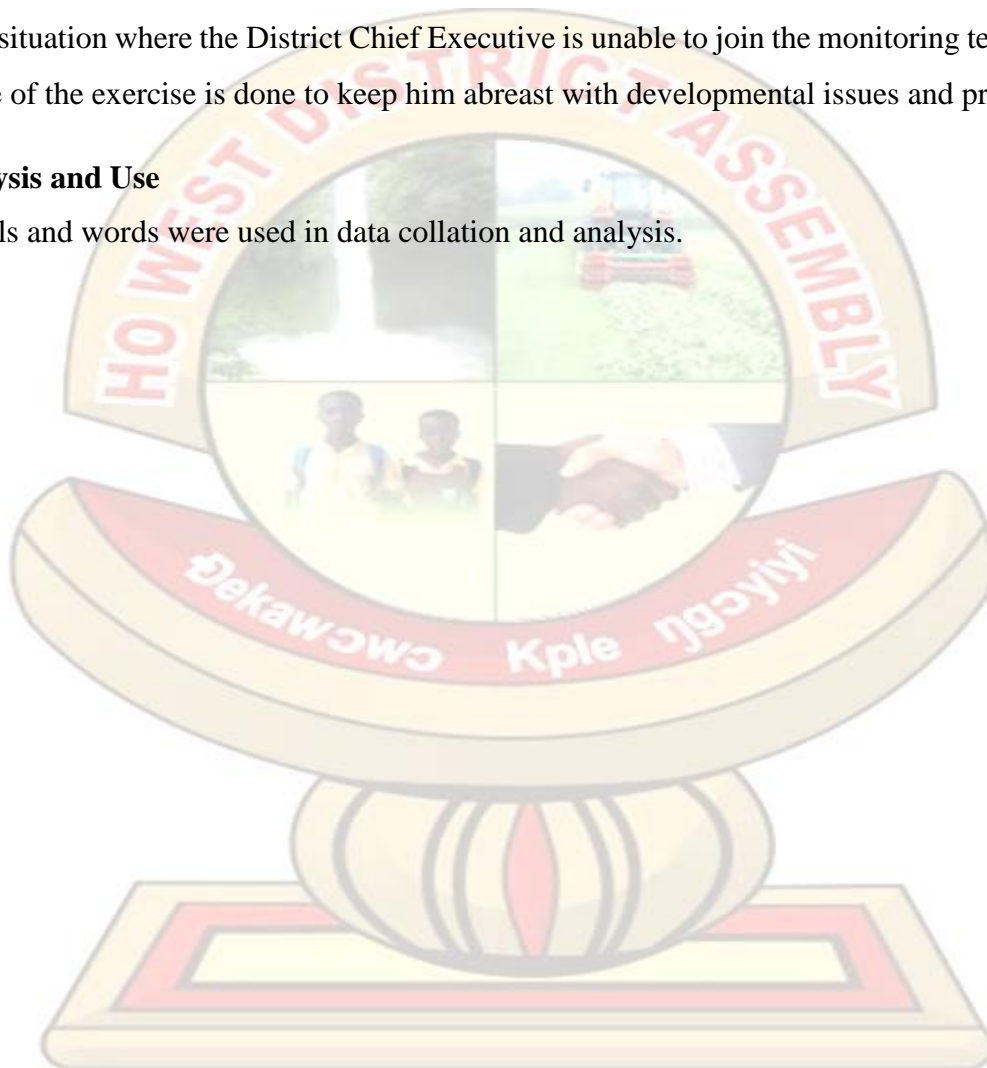 situation where the District Chief Executive is unable to join the monitoring
of the exercise is done to keep him abreast with developmental issues and
ysis and Use
ls and words were used in data collation and analysis.
HO WEST DISTRICT ASSEMBLY
Ɖekawɔwɔ Kple ŋgɔyiyi